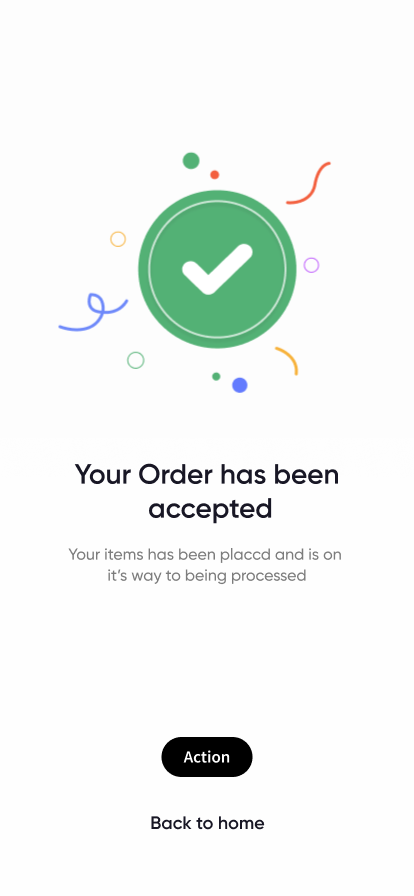 Your Order has been
accepted
Your items has been placcd and is on
it’s way to being processed
Action
Back to home